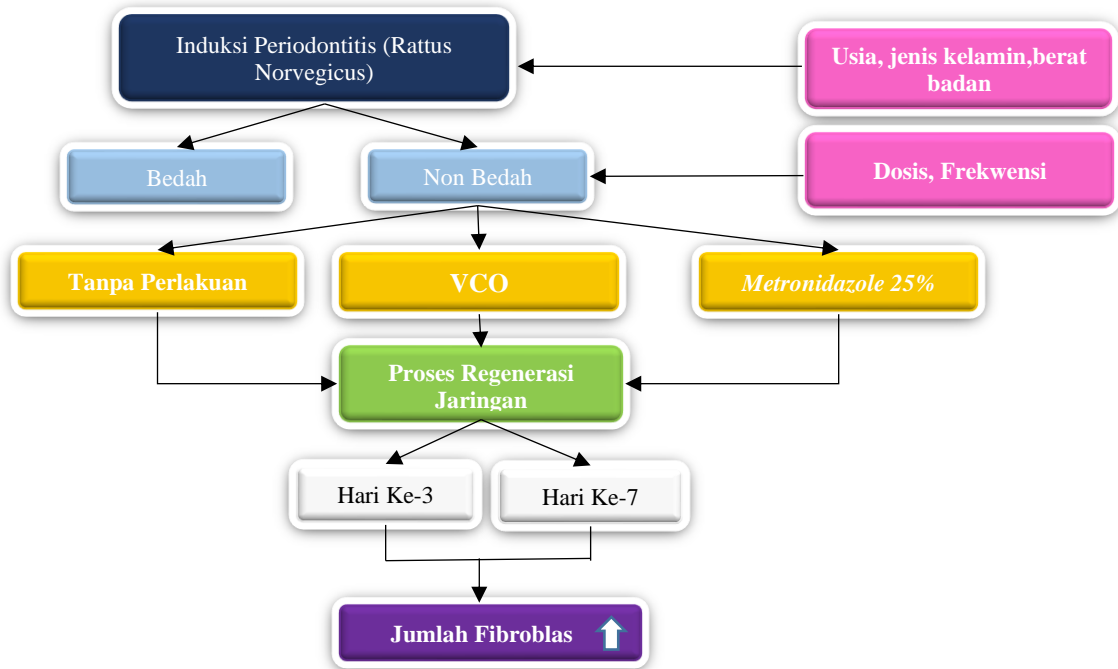 Induksi Periodontitis (Rattus
Norvegicus)
Usia, jenis kelamin,berat
badan
Bedah
Non Bedah
Dosis, Frekwensi
Tanpa Perlakuan
VCO
Metronidazole 25%
Proses Regenerasi
Jaringan
Hari Ke-3
Hari Ke-7
Jumlah Fibroblas